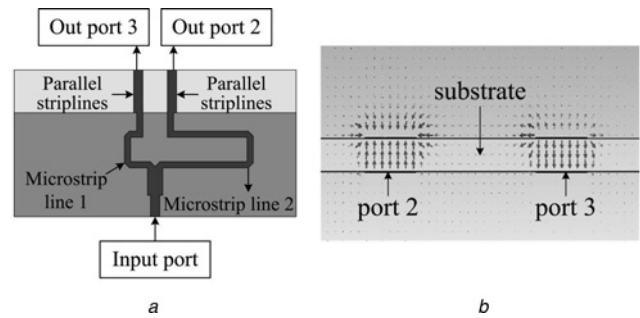 Out port 3
Out port 2
Parallel
striplines
Parallel
striplines
Microstrip
line 1
Microstrip line 2
Input port
a
substrate
port 2
port 3
b